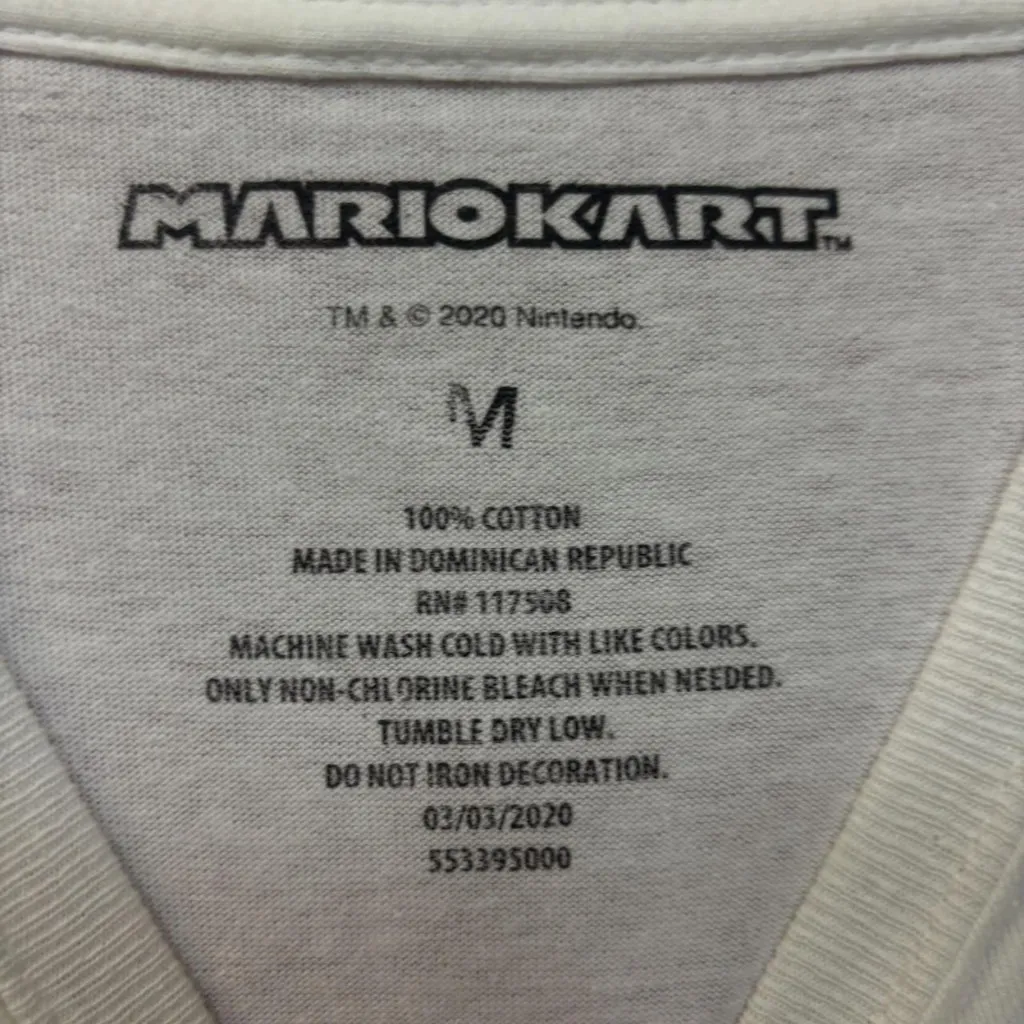 MARIOKART™
TM & © 2020 Nintendo.
M
100% COTTON
MADE IN DOMINICAN REPUBLIC
RN# 117508
MACHINE WASH COLD WITH LIKE COLORS.
ONLY NON-CHLORINE BLEACH WHEN NEEDED.
TUMBLE DRY LOW.
DO NOT IRON DECORATION.
03/03/2020
553395000